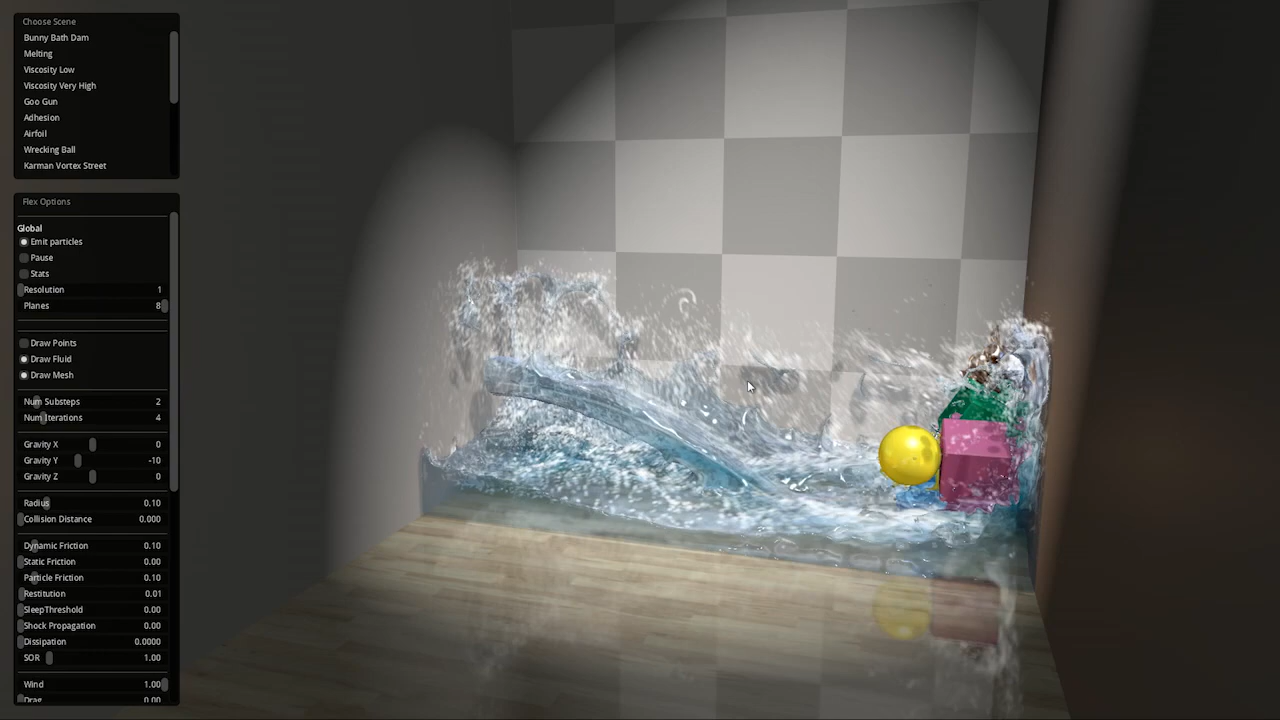 Choose Scene
Bunny Bath Dam
Melting
Viscosity Low
Viscosity Very High
Goo Gun
Adhesion
Airfoil
Wrecking Ball
Karman Vortex Street
Flex Options
Global
Emit particles
Pause
Stats
Resolution 1
Planes 8
Draw Points
Draw Fluid
Draw Mesh
Num Substeps 2
Num Iterations 4
Gravity X 0
Gravity Y -10
Gravity Z 0
Radius 0.10
Collision Distance 0.000
Dynamic Friction 0.10
Static Friction 0.00
Particle Friction 0.10
Restitution 0.01
SleepThreshold 0.00
Shock Propagation 0.00
Dissipation 0.0000
SOR 1.00
Wind 1.00
Drag 0.00